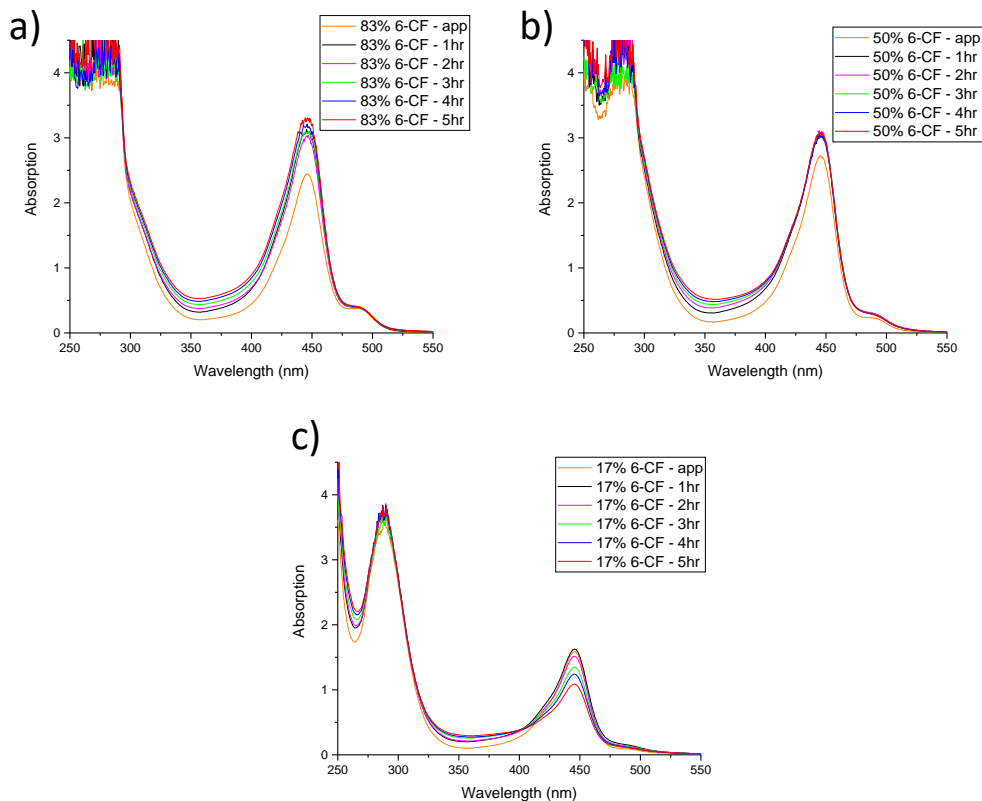 a)
83% 6-CF - app
83% 6-CF - 1hr
83% 6-CF - 2hr
83% 6-CF - 3hr
83% 6-CF - 4hr
83% 6-CF - 5hr
4
3
2
1
0
250 300 350 400 450 500 550
Absorption
Wavelength (nm)
b)
50% 6-CF - app
50% 6-CF - 1hr
50% 6-CF - 2hr
50% 6-CF - 3hr
50% 6-CF - 4hr
50% 6-CF - 5hr
4
3
2
1
0
250 300 350 400 450 500 550
Absorption
Wavelength (nm)
c)
17% 6-CF - app
17% 6-CF - 1hr
17% 6-CF - 2hr
17% 6-CF - 3hr
17% 6-CF - 4hr
17% 6-CF - 5hr
4
3
2
1
0
250 300 350 400 450 500 550
Absorption
Wavelength (nm)